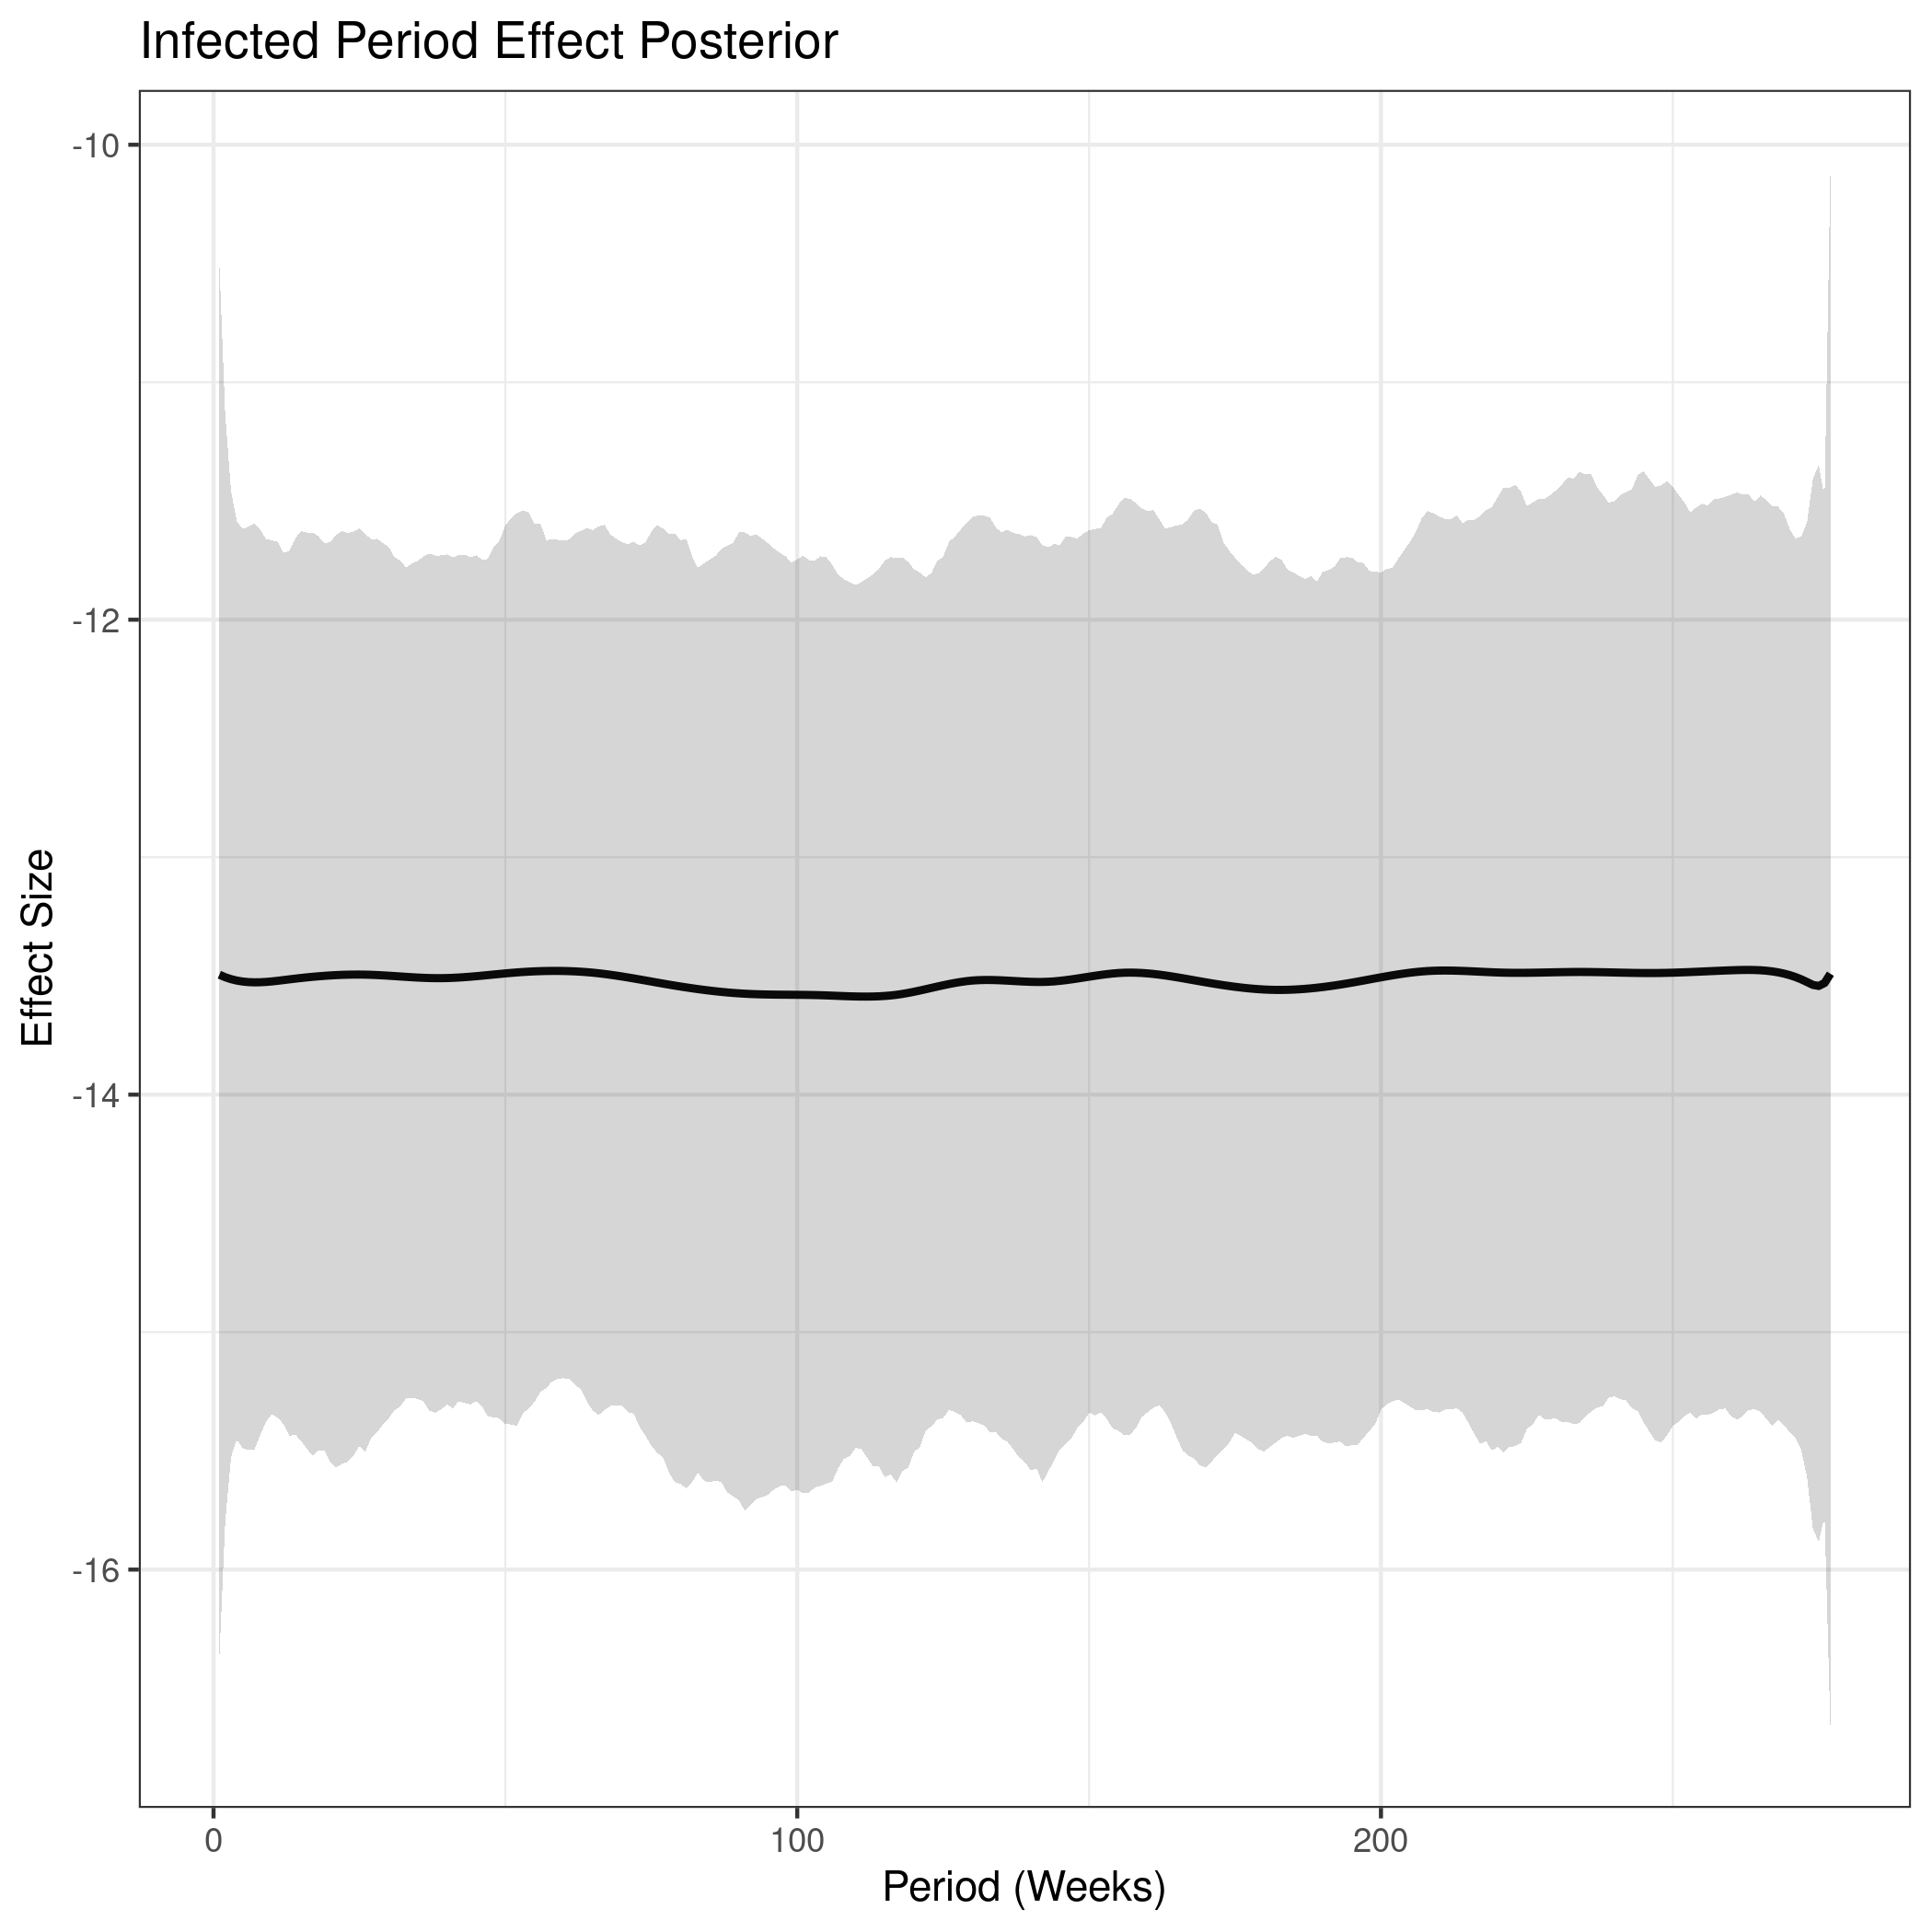 Infected Period Effect Posterior
-10
-12
-14
-16
Effect Size
0 100 200
Period (Weeks)